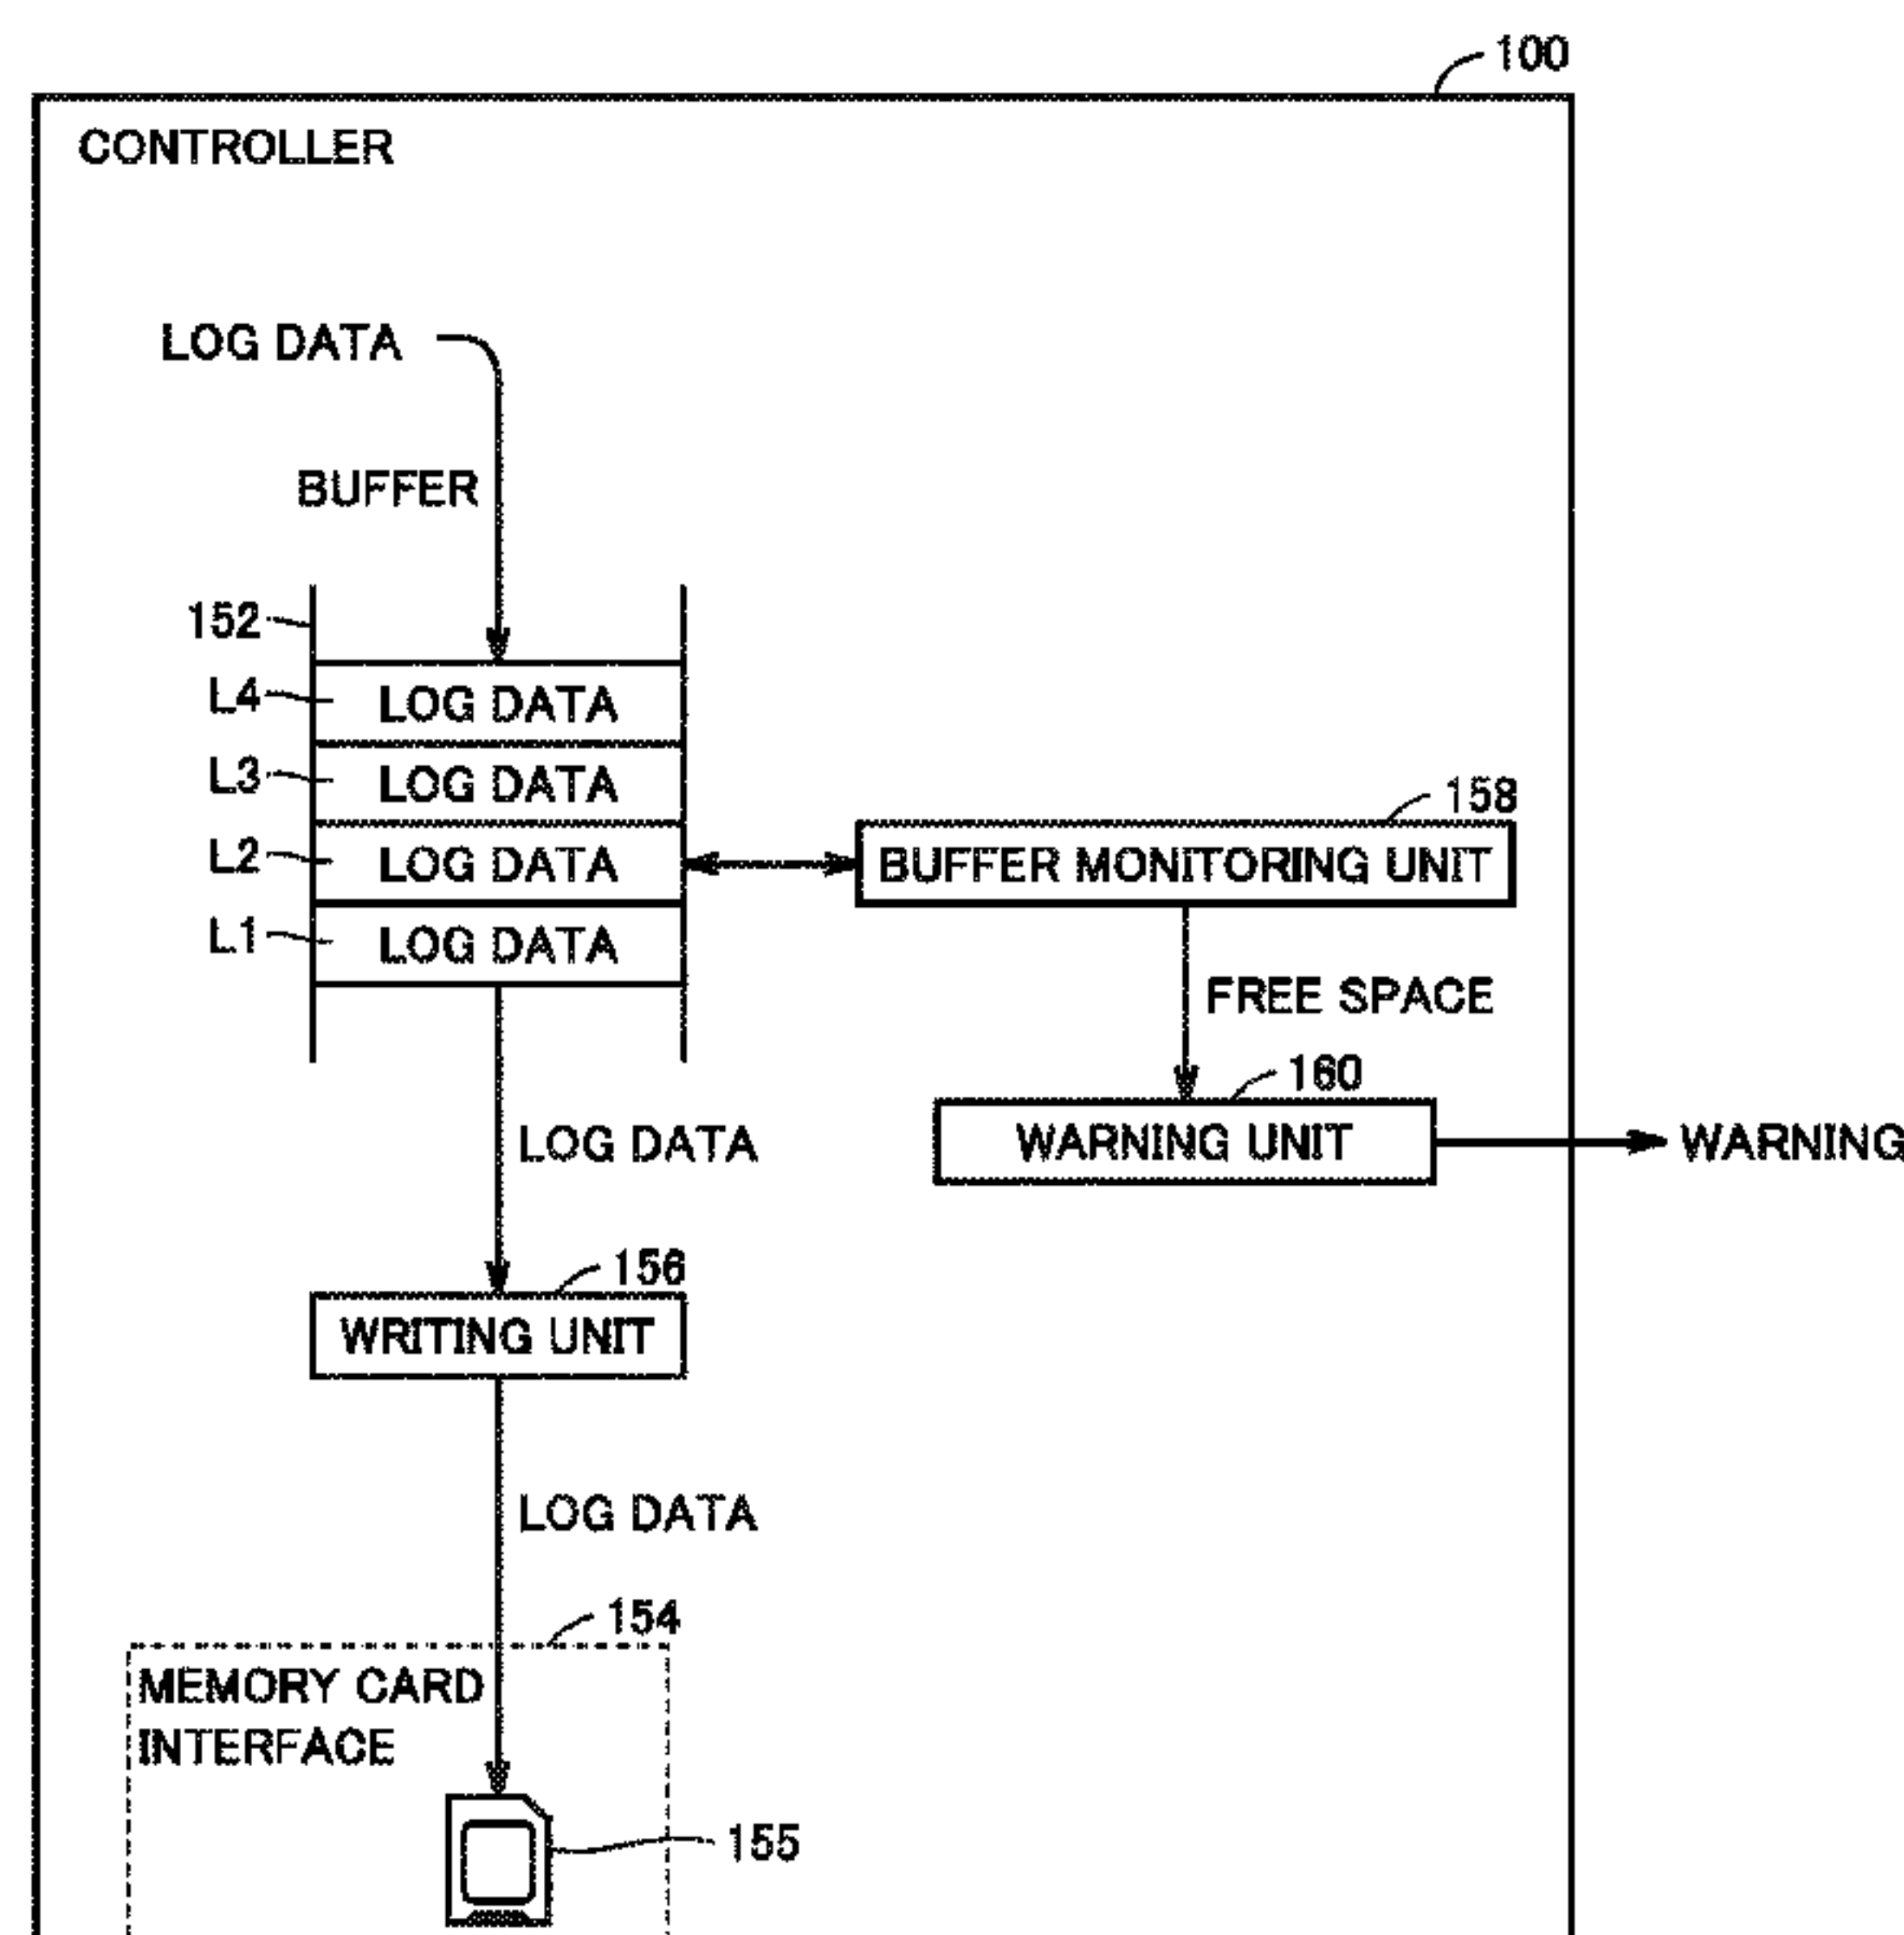 100
CONTROLLER
LOG DATA
BUFFER
152
L4 LOG DATA
L3 LOG DATA
158
L2 LOG DATA BUFFER MONITORING UNIT
L1 LOG DATA
FREE SPACE
160
LOG DATA
WARNING UNIT WARNING
156
WRITING UNIT
LOG DATA
154
MEMORY CARD
INTERFACE
155